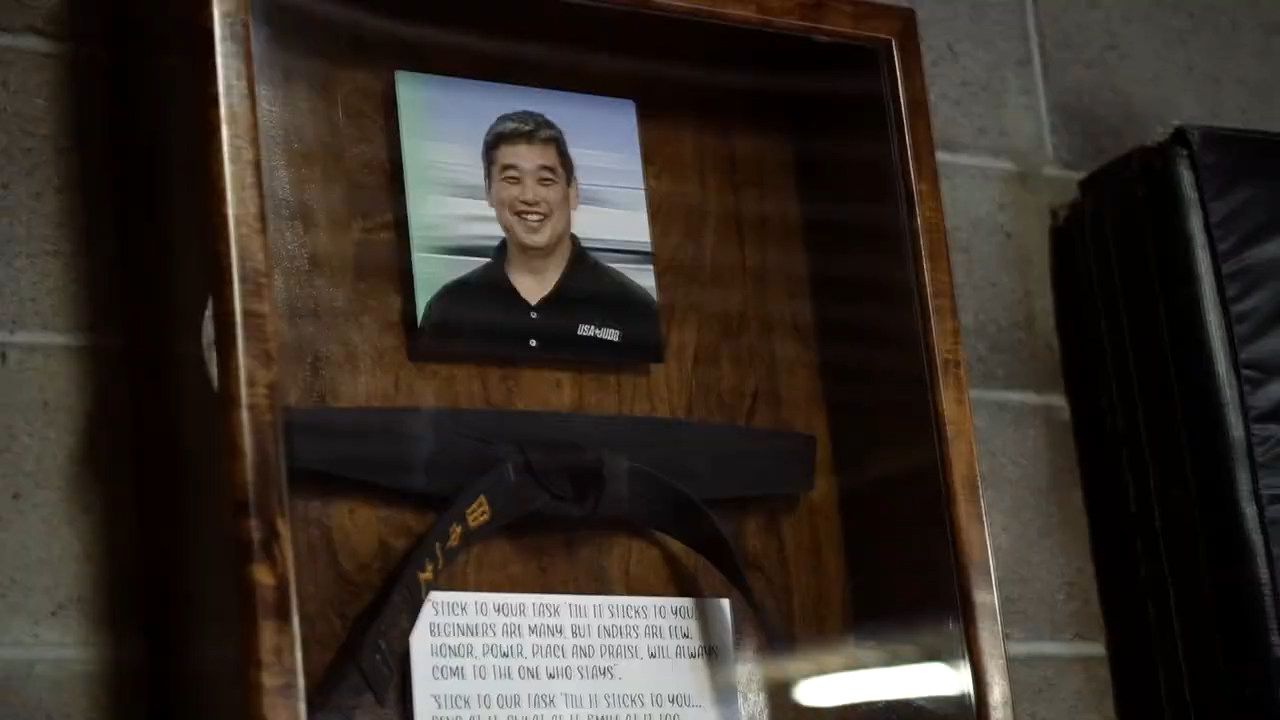 USA JUDO
"STICK TO YOUR TASK 'TILL IT STICKS TO YOU.
BEGINNERS ARE MANY, BUT ENDERS ARE FEW.
HONOR, POWER, PLACE AND PRAISE, WILL ALWAYS
COME TO THE ONE WHO STAYS".
"STICK TO OUR TASK 'TILL IT STICKS TO YOU...